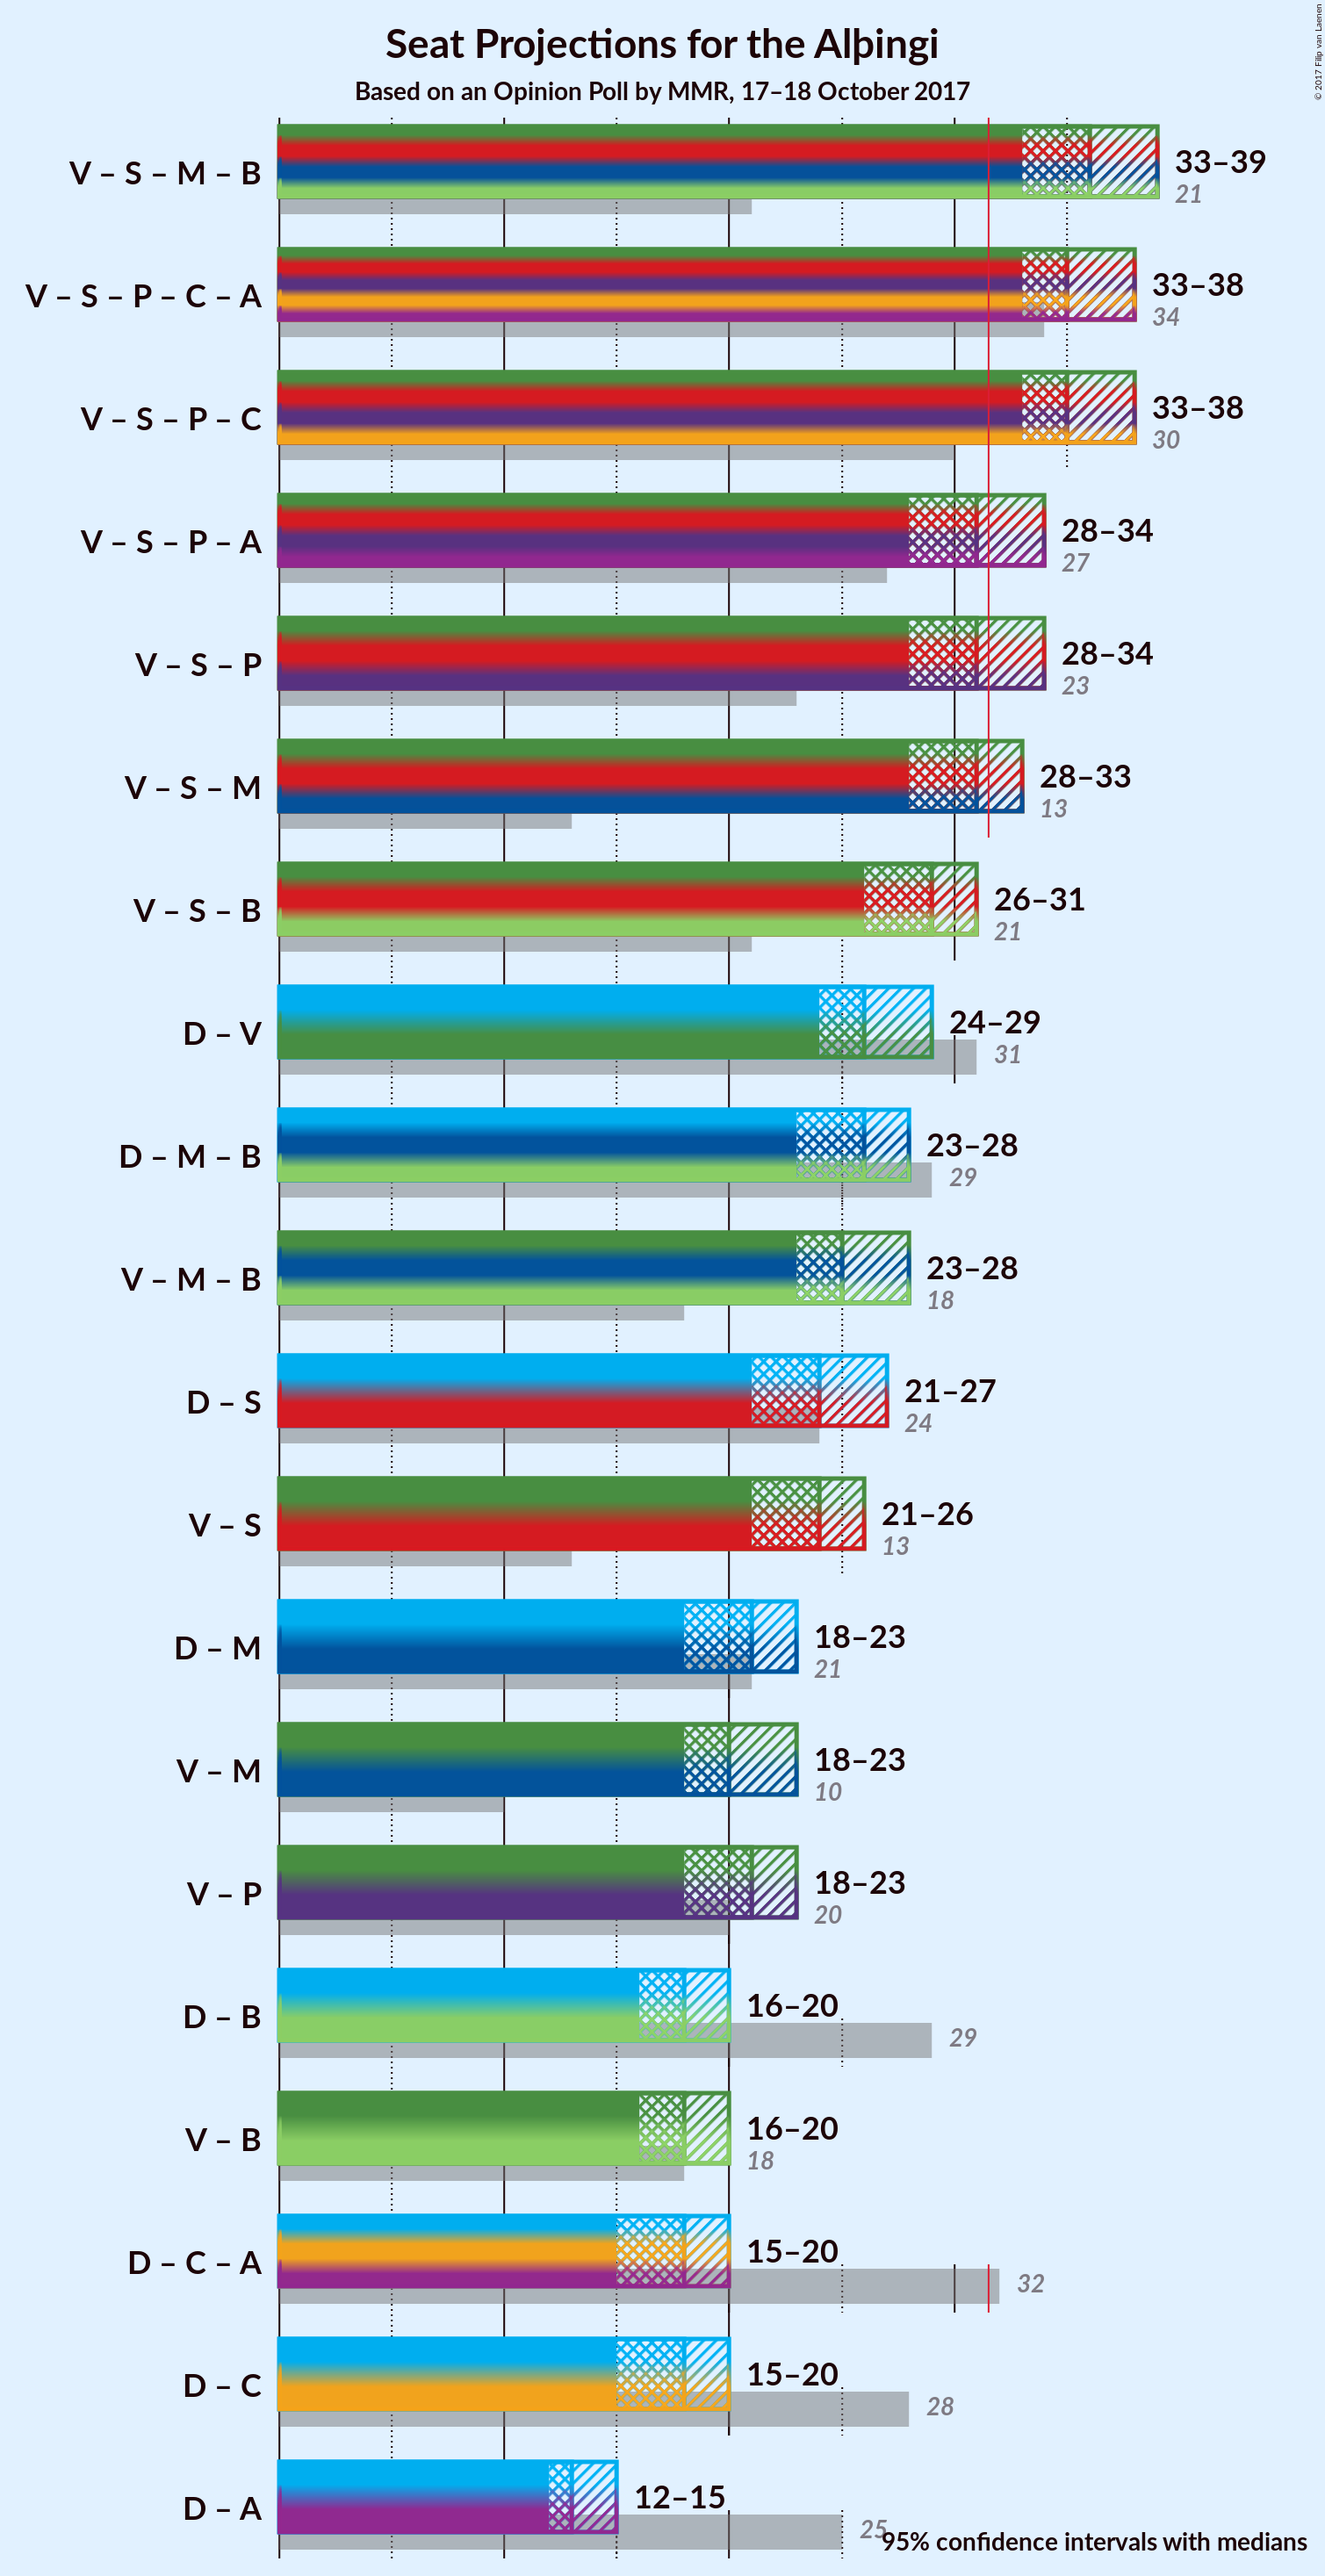 Seat Projections for the Alþingi
Based on an Opinion Poll by MMR, 17–18 October 2017
© 2017 Filip van Laenen
V – S – M – B
33–39
21
V – S – P – C – A
33–38
34
V – S – P – C
33–38
30
V – S – P – A
28–34
27
V – S – P
28–34
23
V – S – M
28–33
13
V – S – B
26–31
21
D – V
24–29
31
D – M – B
23–28
29
V – M – B
23–28
18
D – S
21–27
24
V – S
21–26
13
D – M
18–23
21
V – M
18–23
10
V – P
18–23
20
D – B
16–20
29
V – B
16–20
18
D – C – A
15–20
32
D – C
15–20
28
D – A
12–15
25
95% confidence intervals with medians